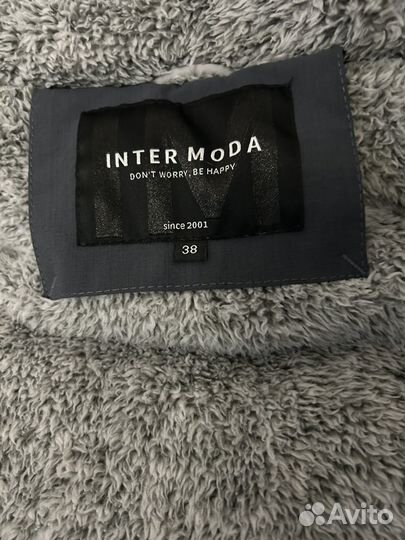 INTER MODA
DON'T WORRY, BE HAPPY
since 2001
38
Avito